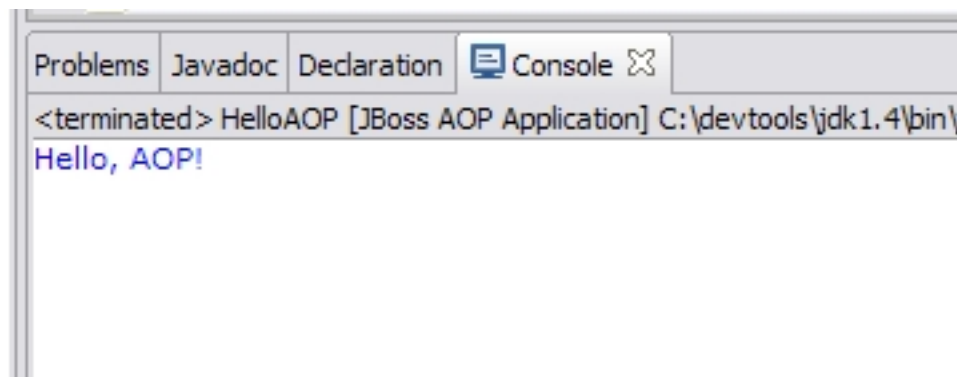 Problems Javadoc Declaration Console
<terminated> HelloAOP [JBoss AOP Application] C:\devtools\jdk1.4\bin\
Hello, AOP!